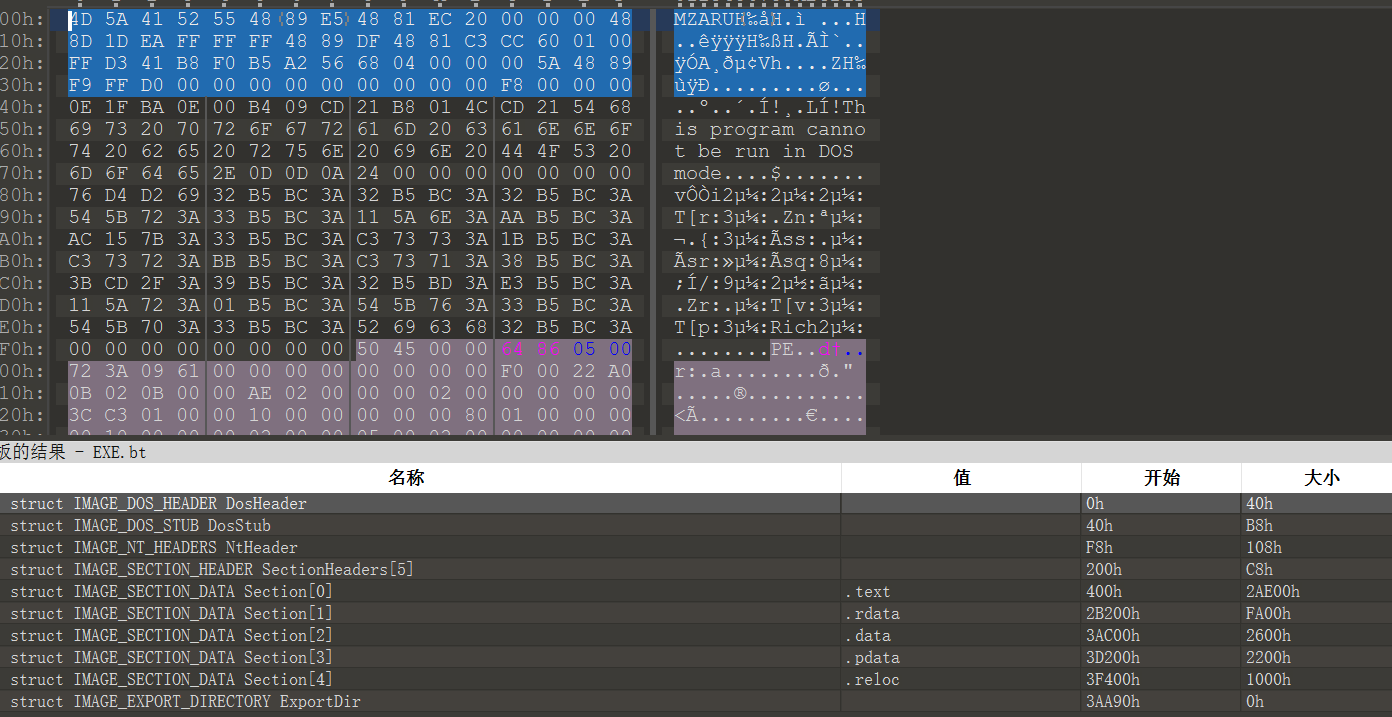 00h: 4D 5A 41 52 55 48 89 E5 48 81 EC 20 00 00 00 48 MZARUH‰åH.ì ...H
10h: 8D 1D EA FF FF FF 48 89 DF 48 81 C3 CC 60 01 00 ..êÿÿÿH‰ßH.ÃÌ`..
20h: FF D3 41 B8 F0 B5 A2 56 68 04 00 00 00 5A 48 89 ÿÓA¸ðµ¢Vh....ZH‰
30h: F9 FF D0 00 00 00 00 00 00 00 00 00 F8 00 00 00 ùÿÐ.........ø...
40h: 0E 1F BA 0E 00 B4 09 CD 21 B8 01 4C CD 21 54 68 ..º..´.Í!¸.LÍ!Th
50h: 69 73 20 70 72 6F 67 72 61 6D 20 63 61 6E 6E 6F is program canno
60h: 74 20 62 65 20 72 75 6E 20 69 6E 20 44 4F 53 20 t be run in DOS
70h: 6D 6F 64 65 2E 0D 0D 0A 24 00 00 00 00 00 00 00 mode....$.......
80h: 76 D4 D2 69 32 B5 BC 3A 32 B5 BC 3A 32 B5 BC 3A vÔÒi2µ¼:2µ¼:2µ¼:
90h: 54 5B 72 3A 33 B5 BC 3A 11 5A 6E 3A AA B5 BC 3A T[r:3µ¼:.Zn:ªµ¼:
A0h: AC 15 7B 3A 33 B5 BC 3A C3 73 73 3A 1B B5 BC 3A ¬.{:3µ¼:Ãss:.µ¼:
B0h: C3 73 72 3A BB B5 BC 3A C3 73 71 3A 38 B5 BC 3A Ãsr:»µ¼:Ãsq:8µ¼:
C0h: 3B CD 2F 3A 39 B5 BC 3A 32 B5 BD 3A E3 B5 BC 3A ;Í/:9µ¼:2µ½:ãµ¼:
D0h: 11 5A 72 3A 01 B5 BC 3A 54 5B 76 3A 33 B5 BC 3A .Zr:.µ¼:T[v:3µ¼:
E0h: 54 5B 70 3A 33 B5 BC 3A 52 69 63 68 32 B5 BC 3A T[p:3µ¼:Rich2µ¼:
F0h: 00 00 00 00 00 00 00 00 50 45 00 00 64 86 05 00 ........PE..d†..
00h: 72 3A 09 61 00 00 00 00 00 00 00 00 F0 00 22 A0 r:.a........ð."
10h: 0B 02 0B 00 00 AE 02 00 00 00 02 00 00 00 00 00 .....®..........
20h: 3C C3 01 00 00 10 00 00 00 00 00 80 01 00 00 00 <Ã.........€....
板的结果 - EXE.bt
名称 值 开始 大小
struct IMAGE_DOS_HEADER DosHeader 0h 40h
struct IMAGE_DOS_STUB DosStub 40h B8h
struct IMAGE_NT_HEADERS NtHeader F8h 108h
struct IMAGE_SECTION_HEADER SectionHeaders[5] 200h C8h
struct IMAGE_SECTION_DATA Section[0] .text 400h 2AE00h
struct IMAGE_SECTION_DATA Section[1] .rdata 2B200h FA00h
struct IMAGE_SECTION_DATA Section[2] .data 3AC00h 2600h
struct IMAGE_SECTION_DATA Section[3] .pdata 3D200h 2200h
struct IMAGE_SECTION_DATA Section[4] .reloc 3F400h 1000h
struct IMAGE_EXPORT_DIRECTORY ExportDir 3AA90h 0h